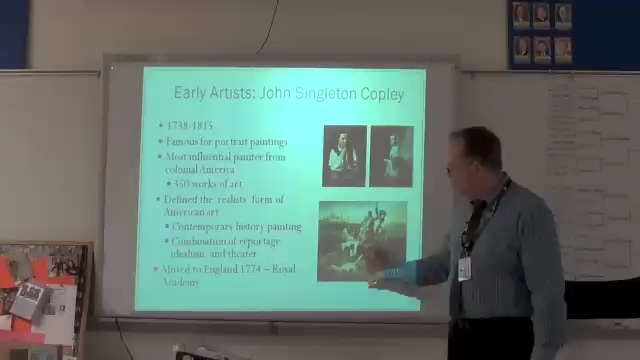 Early Artists: John Singleton Copley
1738-1815
Famous for portrait paintings
Most influential painter from
colonial America
350 works of art
Defined the realist form of
American art
Contemporary history painting
Combination of reportage,
idealism, and theater
Moved to England 1774 – Royal
Academy